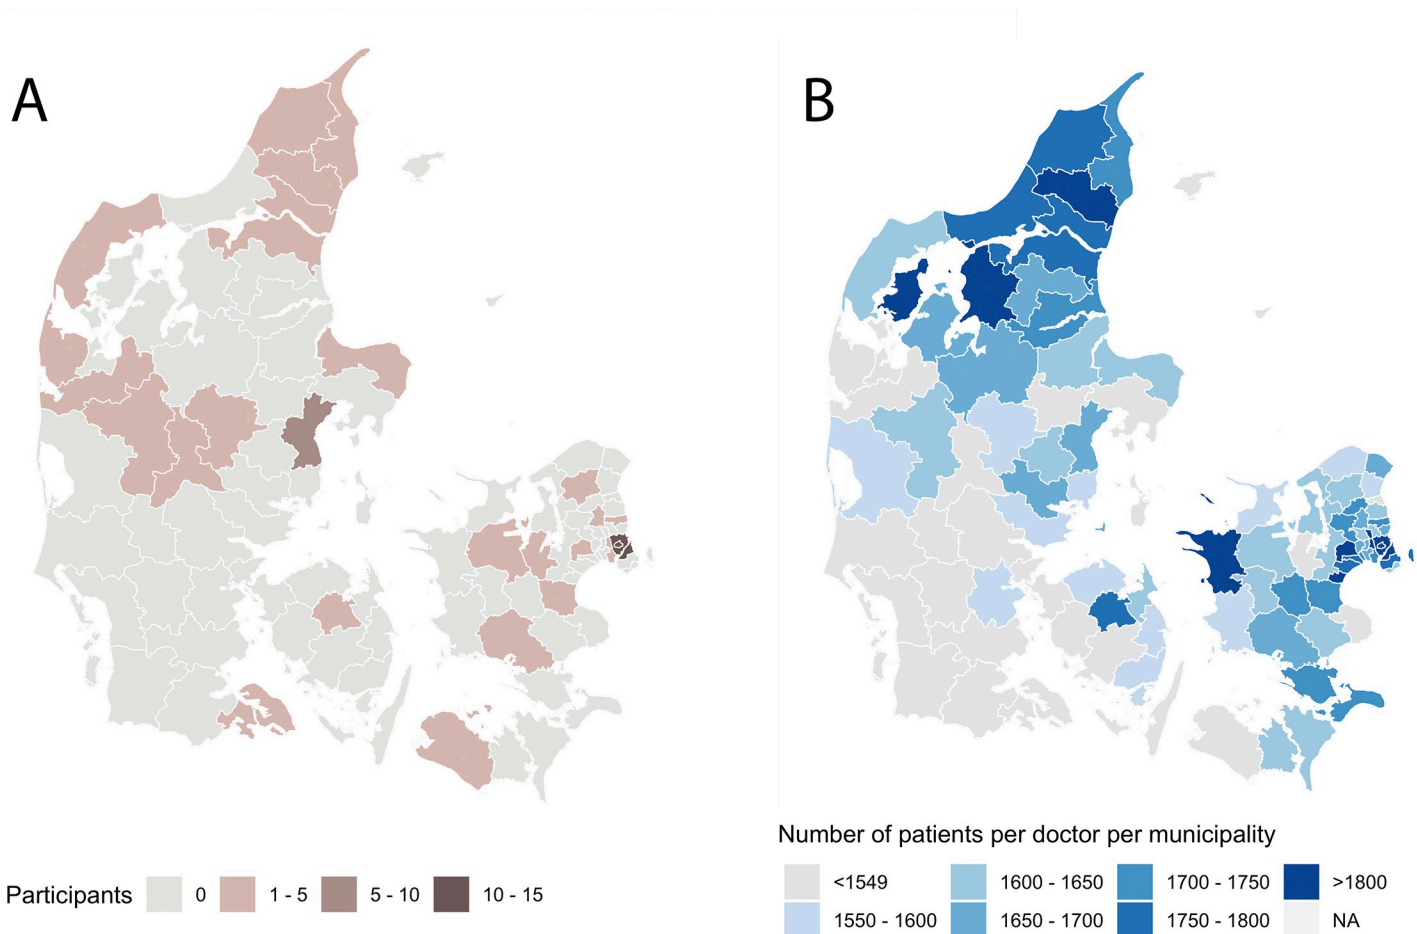 A
B
Participants 0 1 - 5 5 - 10 10 - 15
Number of patients per doctor per municipality
<1549 1600 - 1650 1700 - 1750 >1800
1550 - 1600 1650 - 1700 1750 - 1800 NA